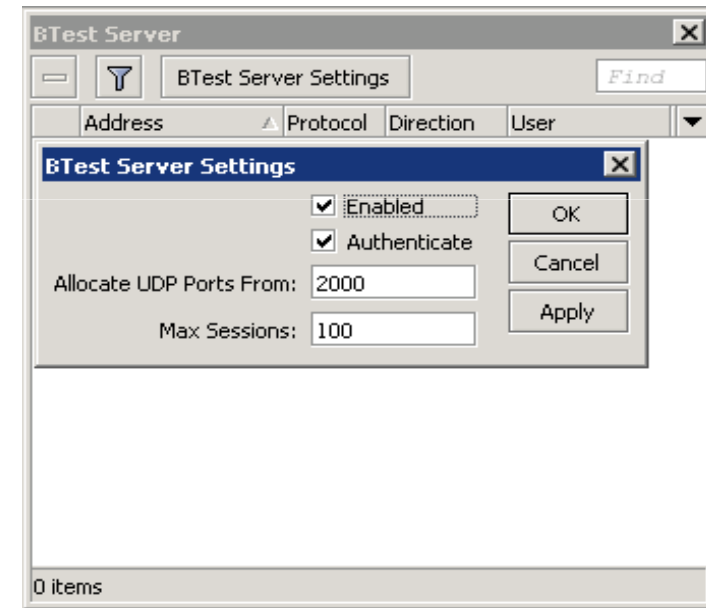 BTest Server
BTest Server Settings
Find
Address Protocol Direction User
BTest Server Settings
Enabled
OK
Authenticate
Cancel
Allocate UDP Ports From: 2000
Apply
Max Sessions: 100
0 items